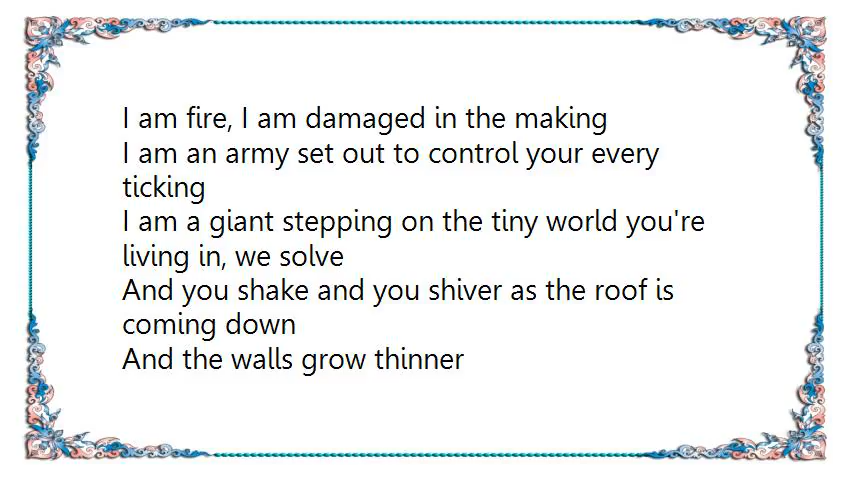 I am fire, I am damaged in the making
I am an army set out to control your every
ticking
I am a giant stepping on the tiny world you're
living in, we solve
And you shake and you shiver as the roof is
coming down
And the walls grow thinner